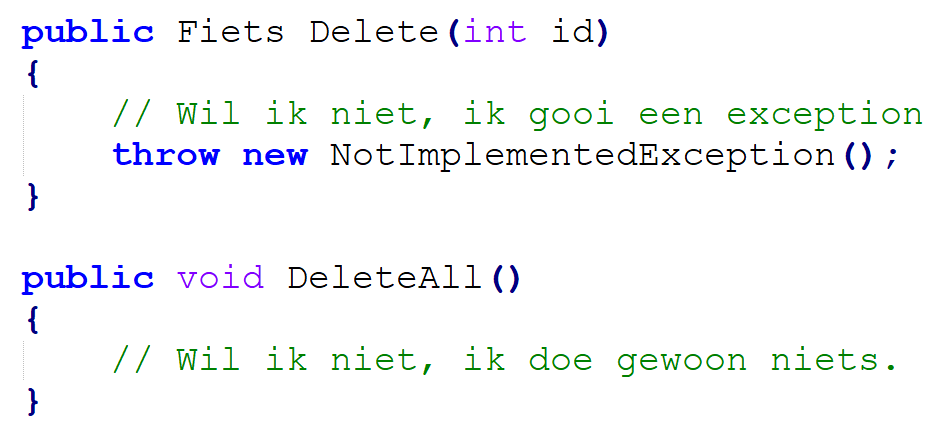 public Fiets Delete(int id)
{
    // Wil ik niet, ik gooi een exception
    throw new NotImplementedException();
}
public void DeleteAll()
{
    // Wil ik niet, ik doe gewoon niets.
}